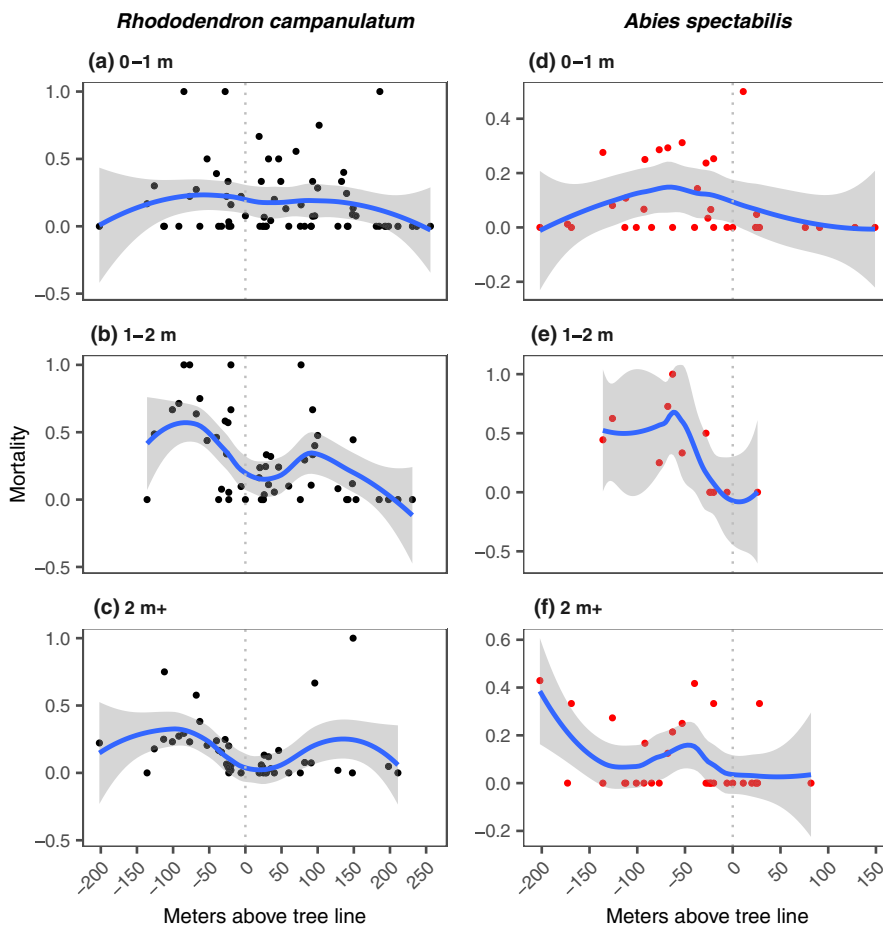 Rhododendron campanulatum
Abies spectabilis
(a) 0–1 m
1.0
0.5
0.0
−0.5
(d) 0–1 m
0.4
0.2
0.0
−0.2
Mortality
(b) 1–2 m
1.0
0.5
0.0
−0.5
(e) 1–2 m
1.0
0.5
0.0
−0.5
(c) 2 m+
1.0
0.5
0.0
−0.5
(f) 2 m+
0.6
0.4
0.2
0.0
−0.2
−200 −150 −100 −50 0 50 100 150 200 250
−200 −150 −100 −50 0 50 100 150
Meters above tree line
Meters above tree line